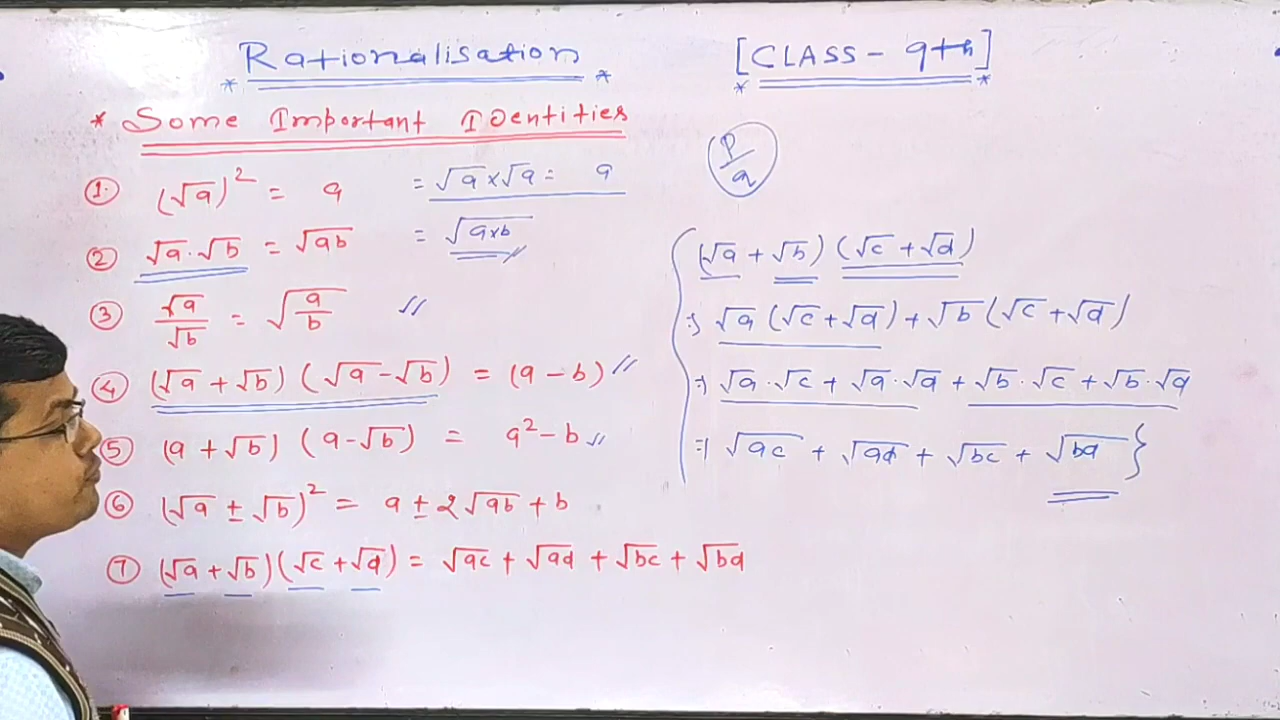 Rationalisation
[CLASS - 9th]
* Some Important IDentities
① (√a)² = a = √a×√a = a
② √a.√b = √ab = √a×b
③ √a/√b = √(a/b)
④ (√a + √b) (√a - √b) = (a - b)
⑤ (a + √b) (a - √b) = a² - b
⑥ (√a ± √b)² = a ± 2√ab + b
⑦ (√a + √b)(√c + √d) = √ac + √ad + √bc + √bd
P/q
(√a + √b) (√c + √d)
⇒ √a (√c + √d) + √b (√c + √d)
⇒ √a.√c + √a.√d + √b.√c + √b.√d
⇒ √ac + √ad + √bc + √bd }